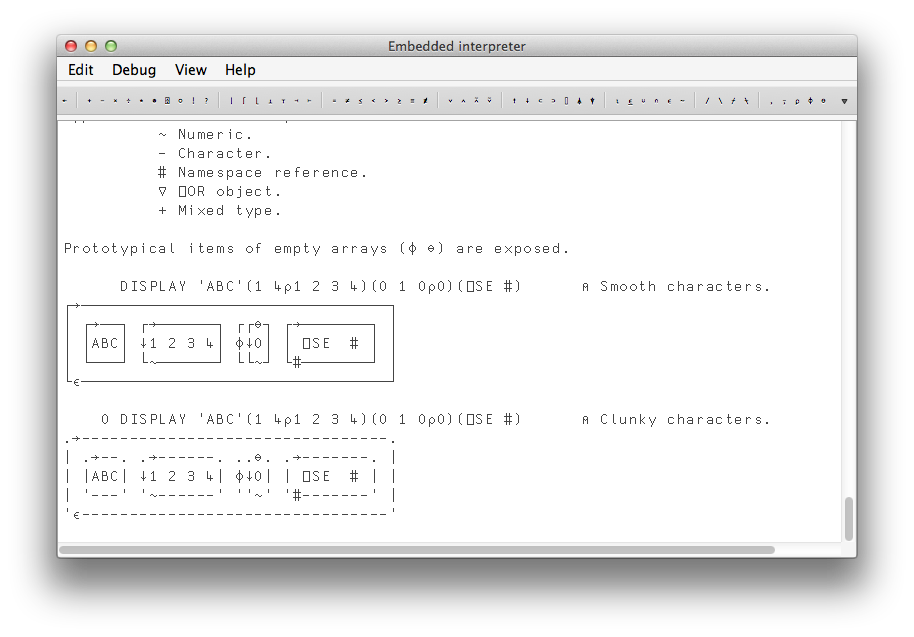 Embedded interpreter
Edit Debug View Help
← + - × ÷ * ⍟ ⌹ ○ ! ? | ⌈ ⌊ ⊥ ⊤ ⊣ ⊢ = ≠ ≤ < > ≥ ≡ ≢ ∨ ∧ ⍲ ⍱ ↑ ↓ ⊂ ⊃ ⌷ ⍋ ⍒ ⍳ ⍷ ∪ ∩ ∊ ~ / \ ⌿ ⍀ , ⍪ ⍴ ⌽ ⊖
~ Numeric.
- Character.
# Namespace reference.
∇ ⎕OR object.
+ Mixed type.
Prototypical items of empty arrays (⌽ ⊖) are exposed.
DISPLAY 'ABC'(1 4⍴1 2 3 4)(0 1 0⍴0)(⎕SE #)      ⍝ Smooth characters.
┌→──────────────────────────────────┐
│ ┌→──┐ ┌→──────┐ ┌┌⊖┐ ┌→──────┐ │
│ │ABC│ ↓1 2 3 4│ ⌽↓0│ │ ⎕SE  # │ │
│ └───┘ └~──────┘ └└~┘ └#──────┘ │
└∊──────────────────────────────────┘
0 DISPLAY 'ABC'(1 4⍴1 2 3 4)(0 1 0⍴0)(⎕SE #)      ⍝ Clunky characters.
.→---------------------------------.
| .→--. .→------. ..⊖. .→-------. |
| |ABC| ↓1 2 3 4| ⌽↓0| | ⎕SE  # | |
| '---' '~------' ''~' '#-------' |
'∊---------------------------------'